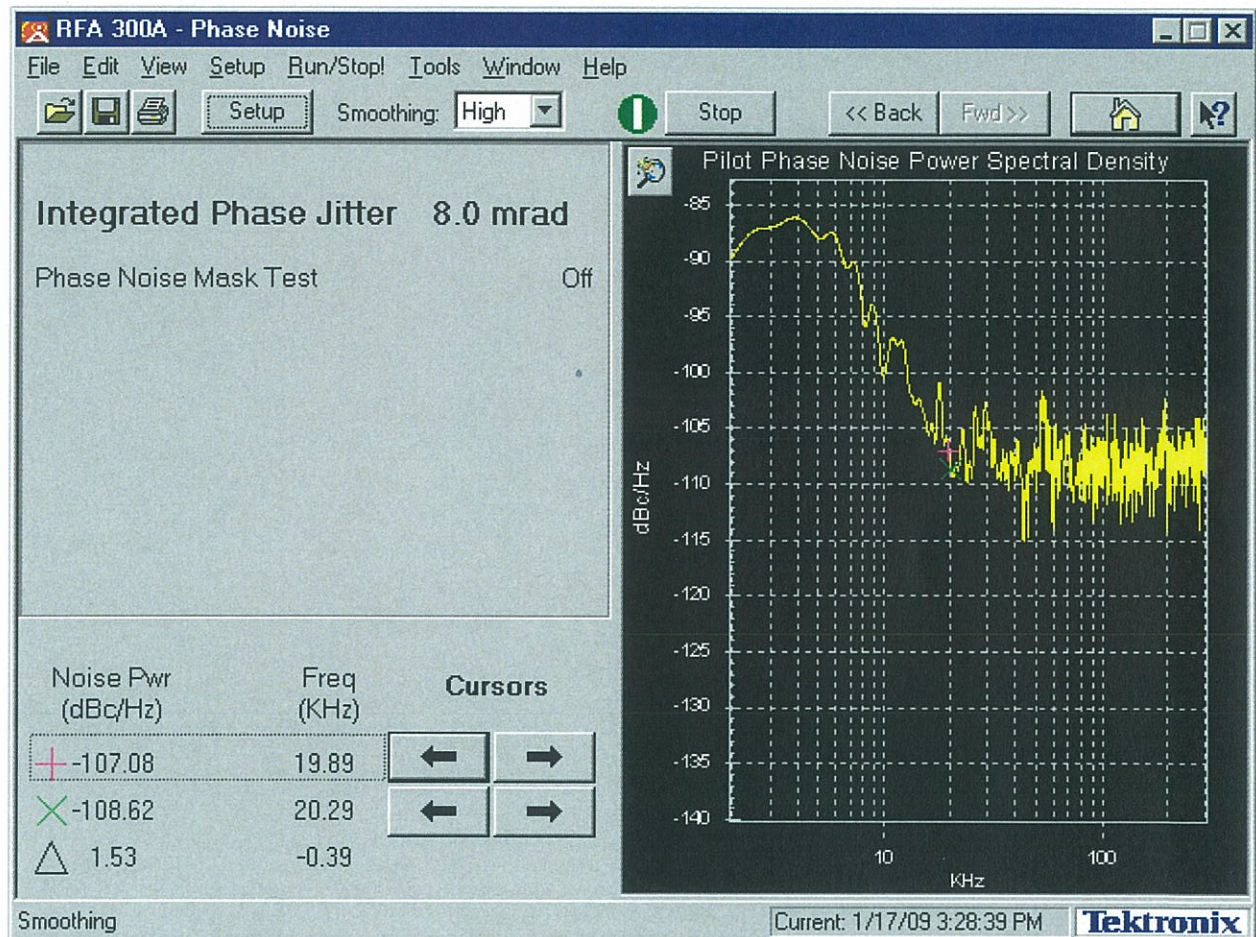 RFA 300A - Phase Noise
File Edit View Setup Run/Stop! Tools Window Help
Setup Smoothing: High Stop << Back Fwd >> ?
Integrated Phase Jitter 8.0 mrad
Phase Noise Mask Test Off
Noise Pwr (dBc/Hz) Freq (KHz) Cursors
-107.08 19.89
-108.62 20.29
1.53 -0.39
Pilot Phase Noise Power Spectral Density
-85
-90
-95
-100
-105
-110
-115
-120
-125
-130
-135
-140
dBc/Hz
10 100
KHz
Smoothing Current: 1/17/09 3:28:39 PM Tektronix